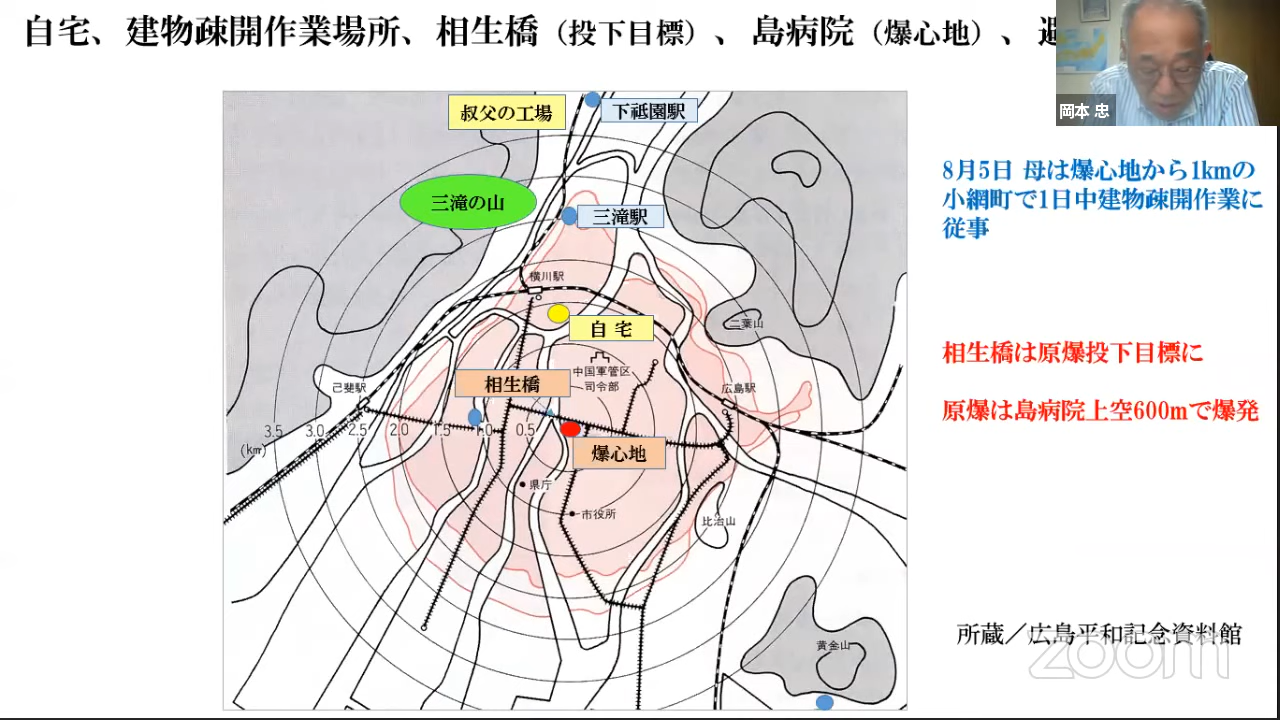 自宅、建物疎開作業場所、相生橋（投下目標）、島病院（爆心地）、
岡本 忠
叔父の工場
下祗園駅
8月5日 母は爆心地から1kmの
小網町で1日中建物疎開作業に
従事
三滝の山
三滝駅
横川駅
自 宅
二葉山
相生橋は原爆投下目標に
中国軍管区
司令部
相生橋
己斐駅
広島駅
原爆は島病院上空600mで爆発
3.5 3.0 2.5 2.0 1.5 1.0 0.5
(km)
爆心地
県庁
市役所
比治山
所蔵／広島平和記念資料館
黄金山
zoom